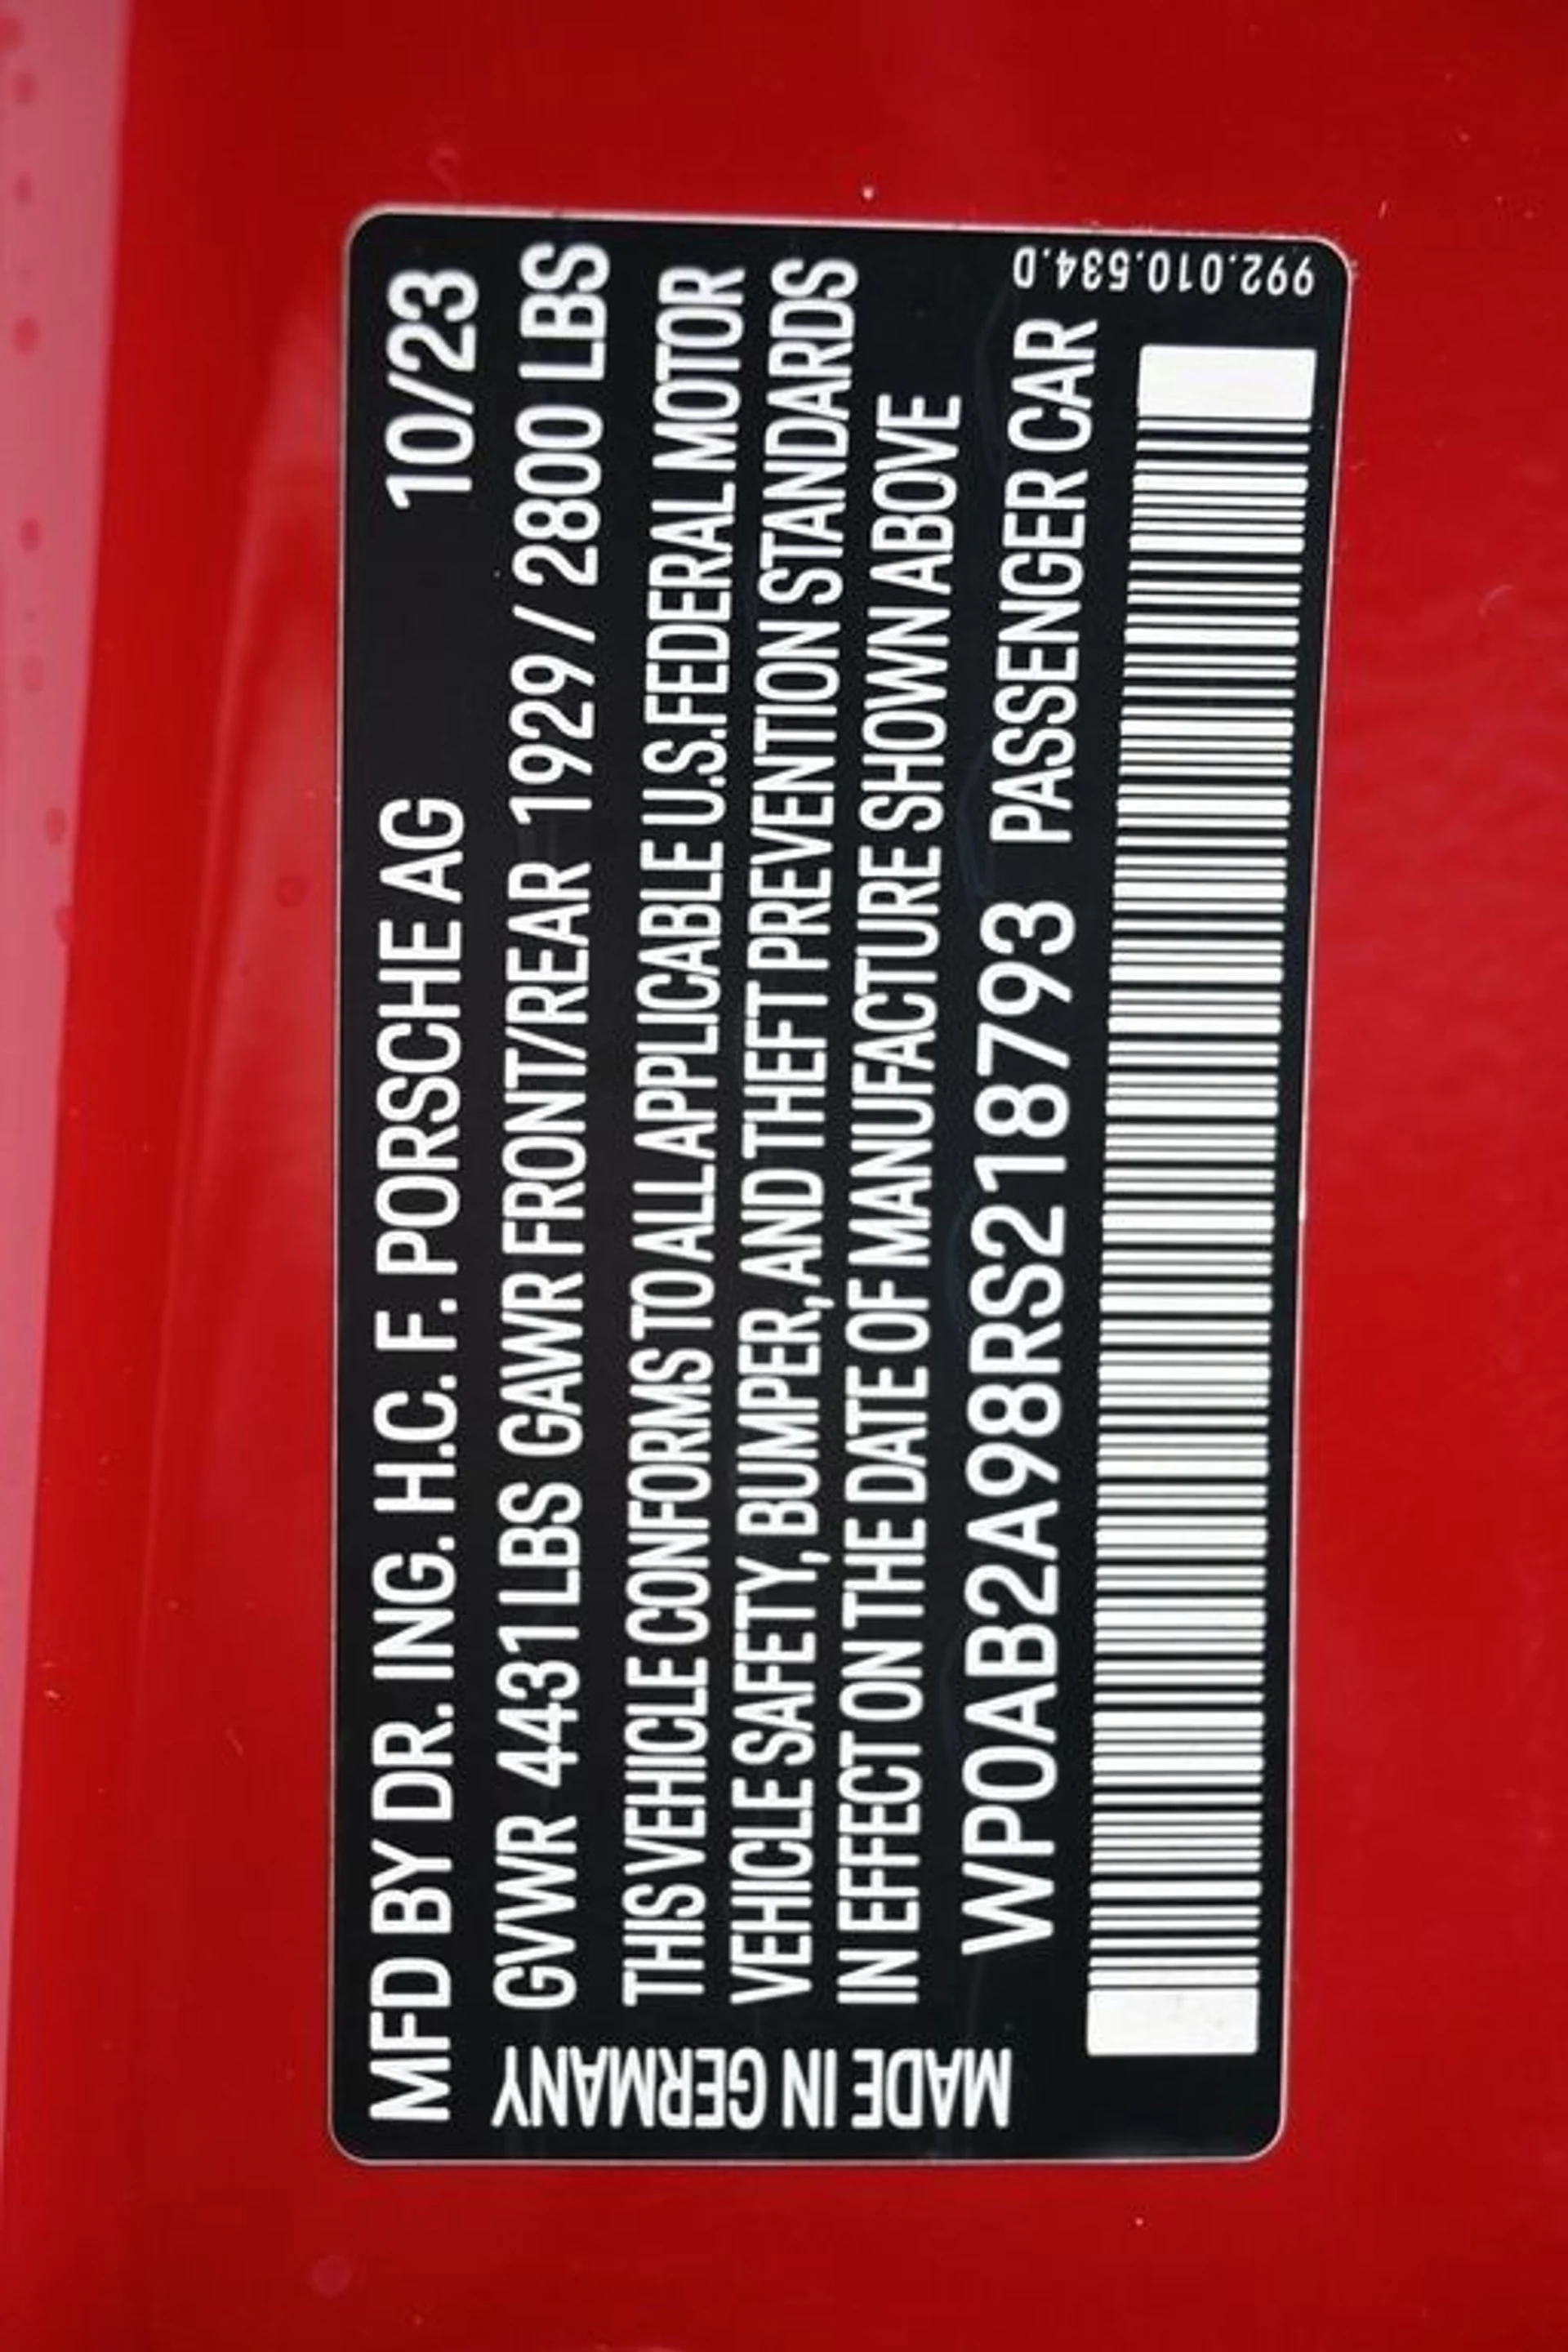 MFD BY DR. ING. H.C. F. PORSCHE AG 10/23
GVWR 4431 LBS GAWR FRONT/REAR 1929 / 2800 LBS
THIS VEHICLE CONFORMS TO ALL APPLICABLE U.S. FEDERAL MOTOR
VEHICLE SAFETY, BUMPER, AND THEFT PREVENTION STANDARDS
IN EFFECT ON THE DATE OF MANUFACTURE SHOWN ABOVE
WP0AB2A98RS218793 PASSENGER CAR
MADE IN GERMANY
992.010.534.D